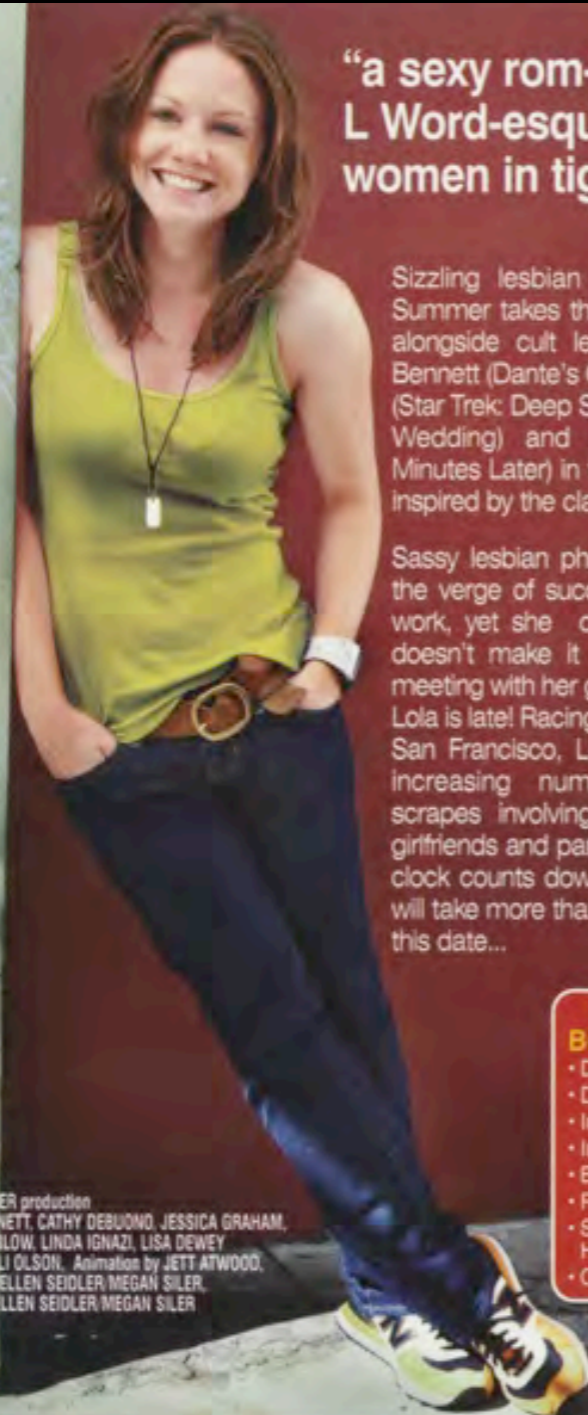 “a sexy rom-
L Word-esqu
women in tig
Sizzling lesbian
Summer takes th
alongside cult le
Bennett (Dante's
(Star Trek: Deep S
Wedding) and
Minutes Later) in
inspired by the cla
Sassy lesbian ph
the verge of succ
work, yet she
doesn't make it
meeting with her
Lola is late! Racing
San Francisco, L
increasing num
scrapes involving
girlfriends and par
clock counts dow
will take more tha
this date...
B
ER production
NETT, CATHY DEBUONO, JESSICA GRAHAM,
LOW, LINDA IGNAZI, LISA DEWEY
LI OLSON, Animation by JETT ATWOOD,
ELLEN SEIDLER/MEGAN SILER,
LLEN SEIDLER/MEGAN SILER